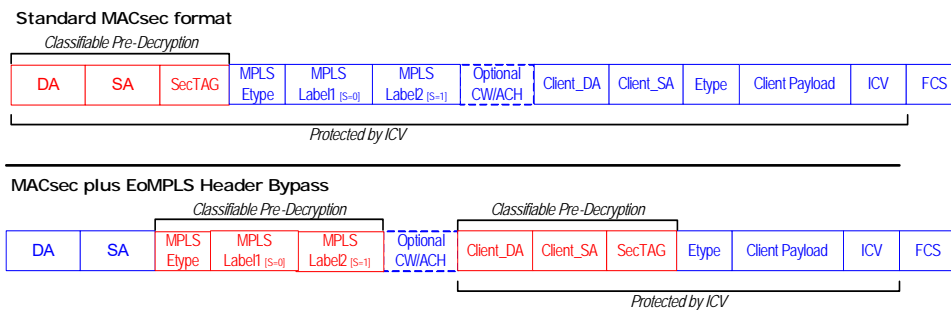 Standard MACsec format
Classifiable Pre-Decryption
DA SA SecTAG MPLS Etype MPLS Label1 [S=0] MPLS Label2 [S=1] Optional CW/ACH Client_DA Client_SA Etype Client Payload ICV FCS
Protected by ICV
MACsec plus EoMPLS Header Bypass
Classifiable Pre-Decryption Classifiable Pre-Decryption
DA SA MPLS Etype MPLS Label1 [S=0] MPLS Label2 [S=1] Optional CW/ACH Client_DA Client_SA SecTAG Etype Client Payload ICV FCS
Protected by ICV